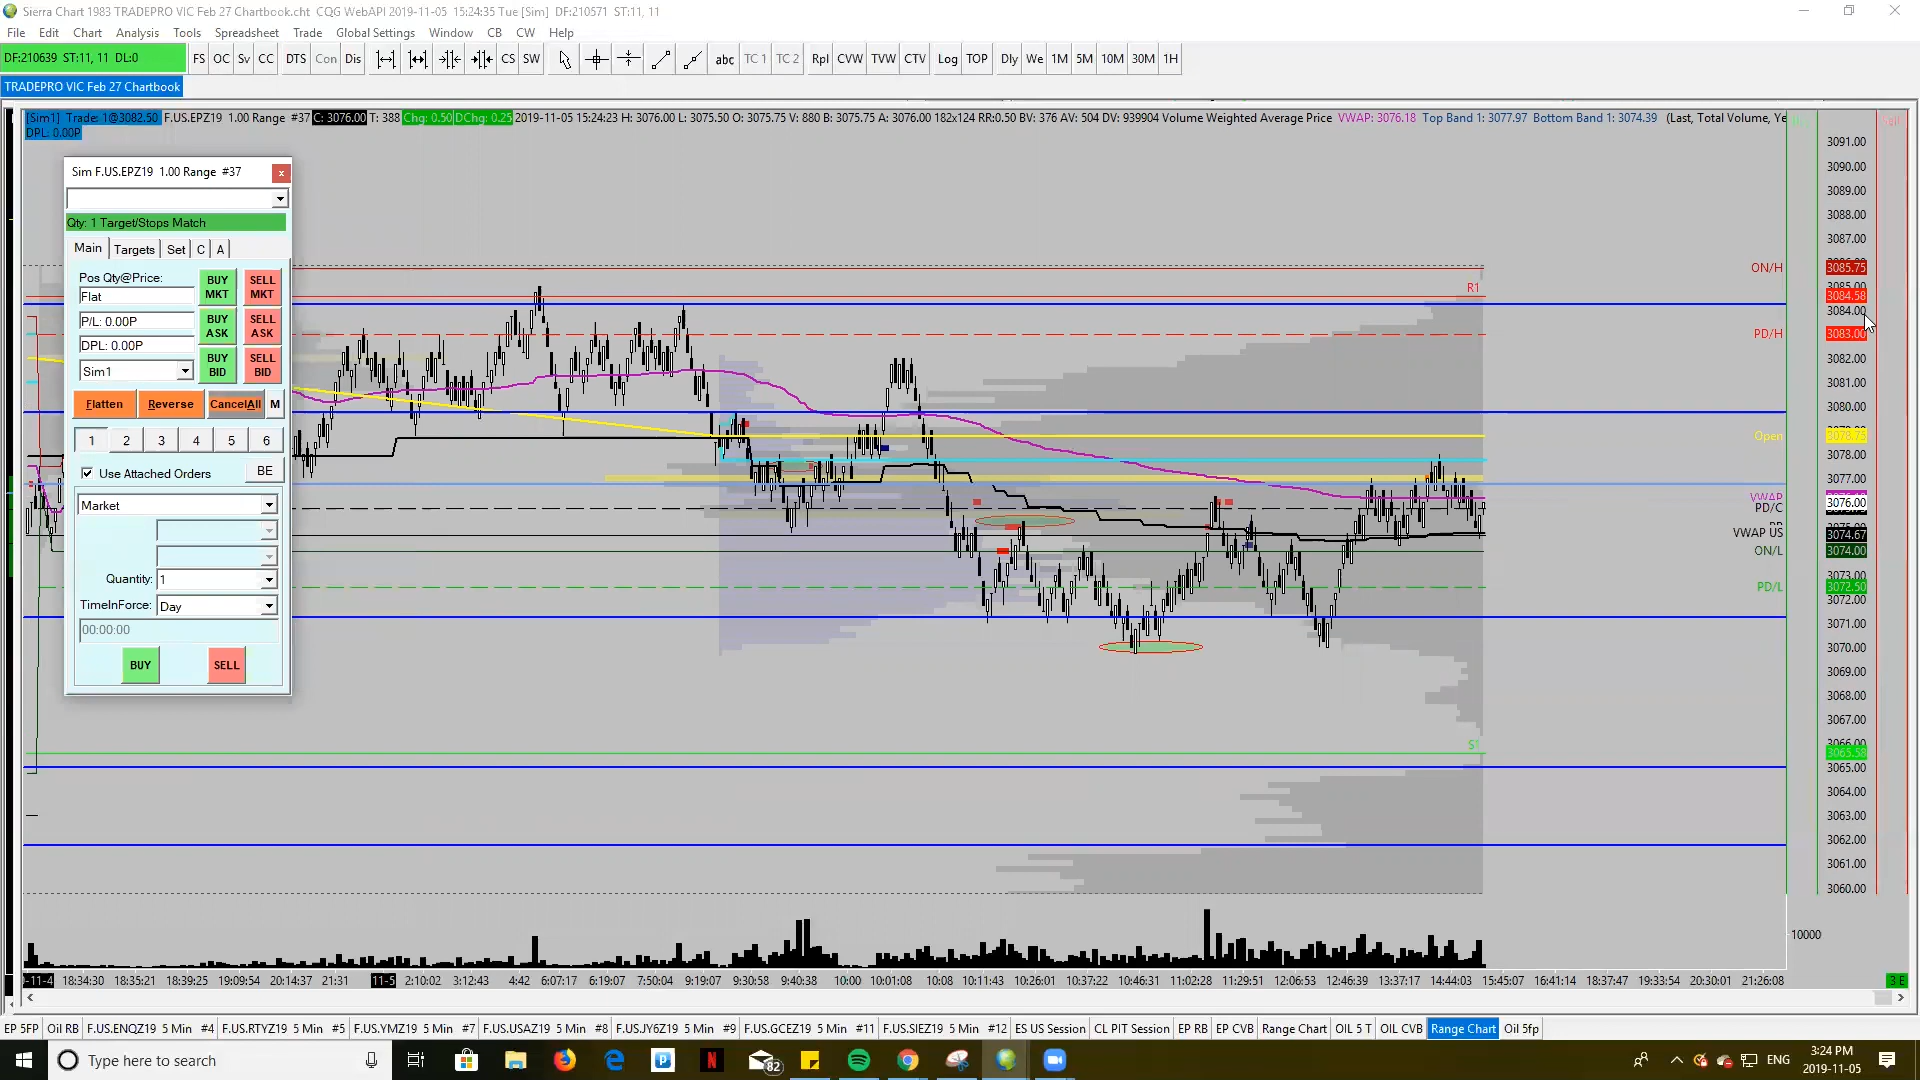 Sierra Chart 1983 TRADEPRO VIC Feb 27 Chartbook.cht CQG WebAPI 2019-11-05 15:24:35 Tue [Sim] DF:210571 ST:11, 11
File Edit Chart Analysis Tools Spreadsheet Trade Global Settings Window CB CW Help
DF:210639 ST:11, 11 DL:0 FS OC Sv CC DTS Con Dis CS SW abc TC 1 TC 2 Rpl CVW TVW CTV Log TOP Dly We 1M 5M 10M 30M 1H
TRADEPRO VIC Feb 27 Chartbook
[Sim1] Trade: 1@3082.50 F.US.EPZ19 1.00 Range #37 C: 3076.00 T: 388 Chg: 0.50 DChg: 0.25 2019-11-05 15:24:23 H: 3076.00 L: 3075.50 O: 3075.75 V: 880 B: 3075.75 A: 3076.00 182x124 RR:0.50 BV: 376 AV: 504 DV: 939904 Volume Weighted Average Price VWAP: 3076.18 Top Band 1: 3077.97 Bottom Band 1: 3074.39 (Last, Total Volume, Ye
DPL: 0.00P
Sim F.US.EPZ19 1.00 Range #37 x
Qty: 1 Target/Stops Match
Main Targets Set C A
Pos Qty@Price:
Flat
P/L: 0.00P
DPL: 0.00P
Sim1
BUY MKT SELL MKT
BUY ASK SELL ASK
BUY BID SELL BID
Flatten Reverse CancelAll M
1 2 3 4 5 6
Use Attached Orders BE
Market
Quantity: 1
TimeInForce: Day
00:00:00
BUY SELL
ON/H
R1
PD/H
Open
VWAP
PD/C
VWAP US
ON/L
PD/L
S1
3091.00
3090.00
3089.00
3088.00
3087.00
3085.75
3085.00
3084.58
3084.00
3083.00
3082.00
3081.00
3080.00
3078.75
3078.00
3077.00
3076.00
3074.67
3074.00
3073.00
3072.50
3072.00
3071.00
3070.00
3069.00
3068.00
3067.00
3066.00
3065.58
3065.00
3064.00
3063.00
3062.00
3061.00
3060.00
10000
-11-4 18:34:30 18:35:21 18:39:25 19:09:54 20:14:37 21:31 11-5 2:10:02 3:12:43 4:42 6:07:17 6:19:07 7:50:04 9:19:07 9:30:58 9:40:38 10:00 10:01:08 10:08 10:11:43 10:26:01 10:37:22 10:46:31 11:02:28 11:29:51 12:06:53 12:46:39 13:37:17 14:44:03 15:45:07 16:41:14 18:37:47 19:33:54 20:30:01 21:26:08 3 E
EP 5FP Oil RB F.US.ENQZ19 5 Min #4 F.US.RTYZ19 5 Min #5 F.US.YMZ19 5 Min #7 F.US.USAZ19 5 Min #8 F.US.JY6Z19 5 Min #9 F.US.GCEZ19 5 Min #11 F.US.SIEZ19 5 Min #12 ES US Session CL PIT Session EP RB EP CVB Range Chart OIL 5 T OIL CVB Range Chart Oil 5fp
Type here to search
82
ENG
3:24 PM
2019-11-05